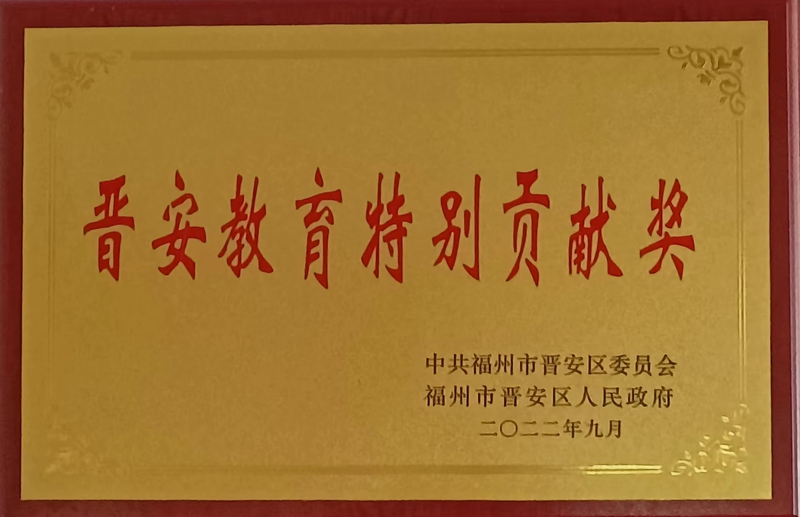 晋安教育特别贡献奖
中共福州市晋安区委员会
福州市晋安区人民政府
二〇二二年九月